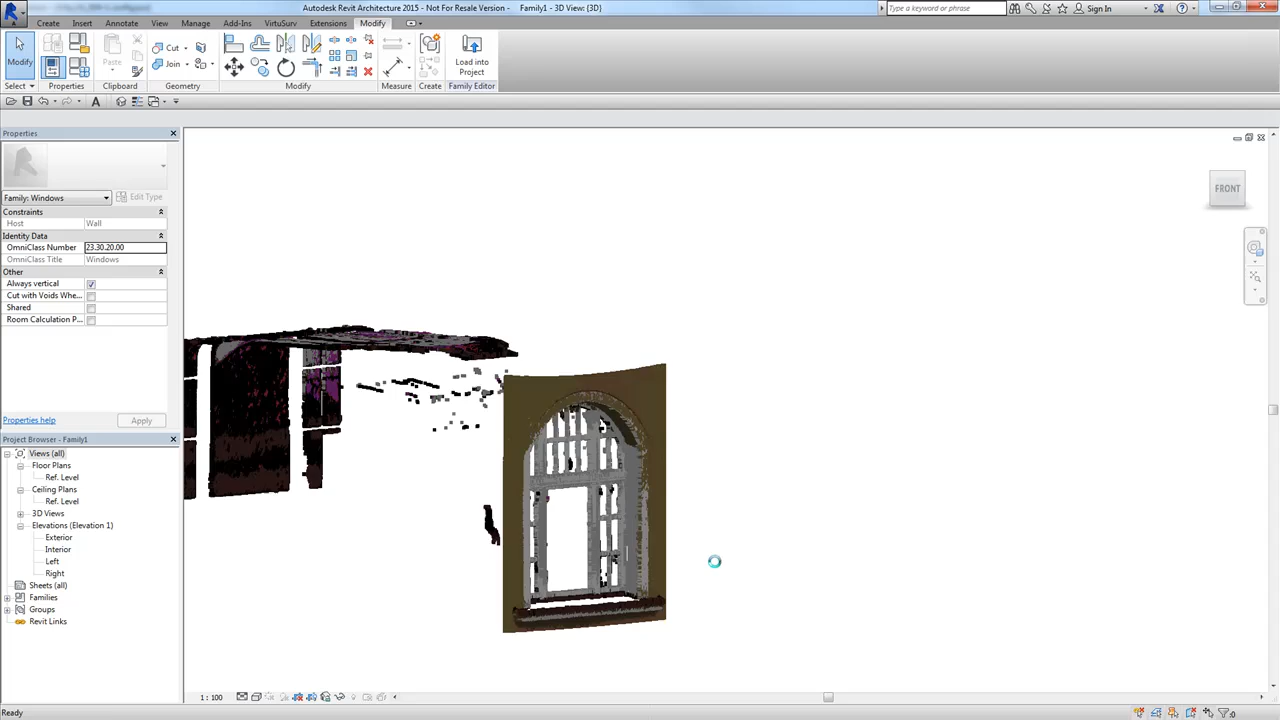 Autodesk Revit Architecture 2015 - Not For Resale Version -    Family1 - 3D View: {3D}
Type a keyword or phrase
Sign In
Create Insert Annotate View Manage Add-Ins VirtuSurv Extensions Modify
Modify Paste Cut Join Load into Project
Select Properties Clipboard Geometry Modify Measure Create Family Editor
Properties
Family: Windows Edit Type
Constraints
Host Wall
Identity Data
OmniClass Number 23.30.20.00
OmniClass Title Windows
Other
Always vertical
Cut with Voids Whe...
Shared
Room Calculation P...
Properties help Apply
Project Browser - Family1
Views (all)
Floor Plans
Ref. Level
Ceiling Plans
Ref. Level
3D Views
Elevations (Elevation 1)
Exterior
Interior
Left
Right
Sheets (all)
Families
Groups
Revit Links
FRONT
1 : 100
Ready
:0